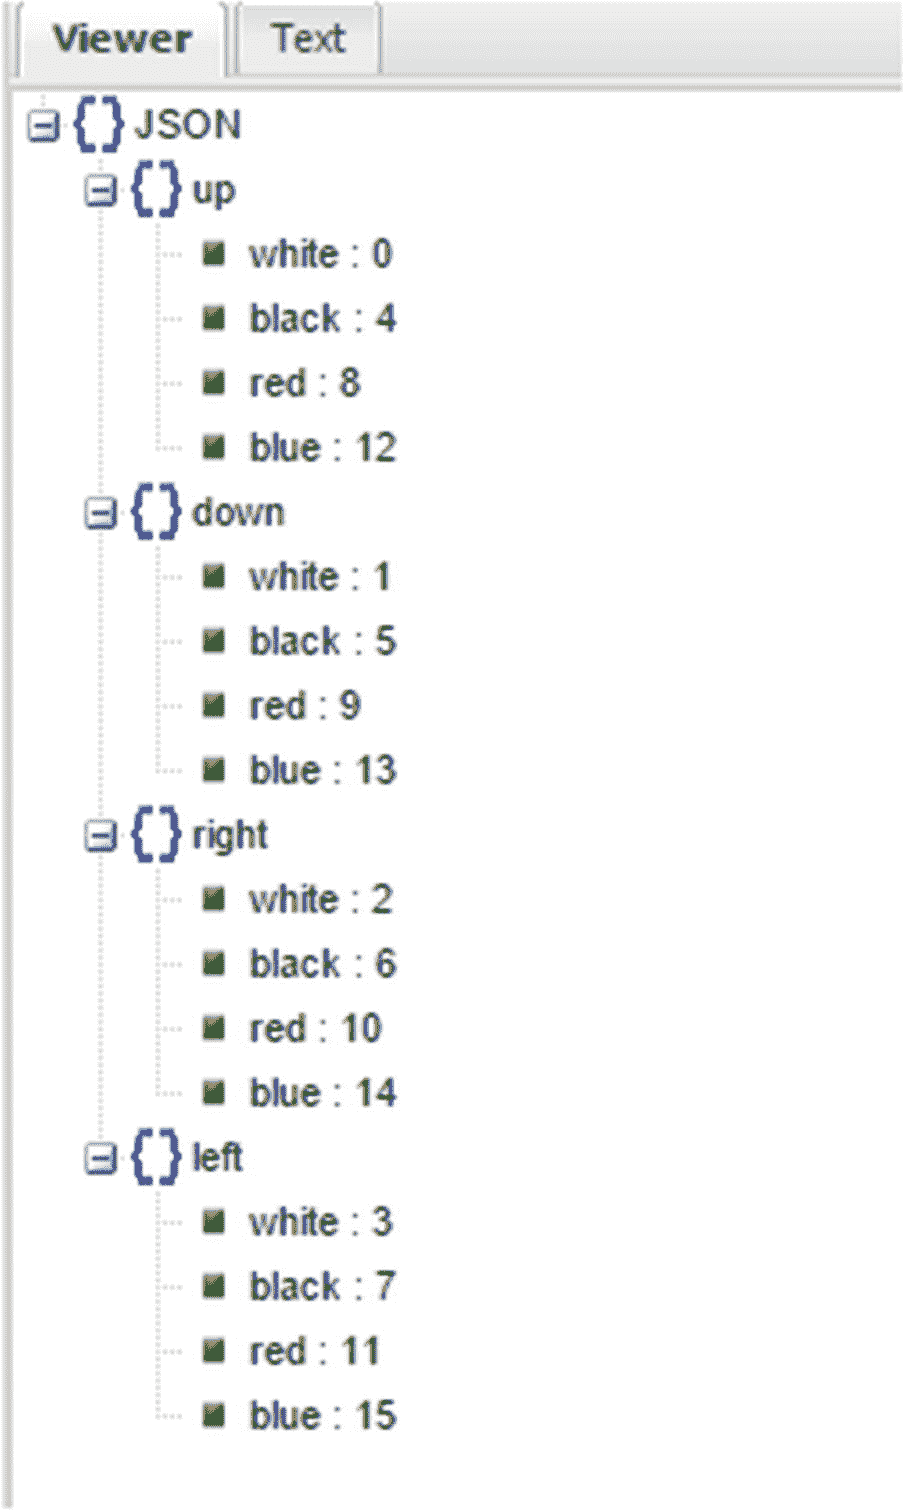 Viewer Text
JSON
up
white : 0
black : 4
red : 8
blue : 12
down
white : 1
black : 5
red : 9
blue : 13
right
white : 2
black : 6
red : 10
blue : 14
left
white : 3
black : 7
red : 11
blue : 15